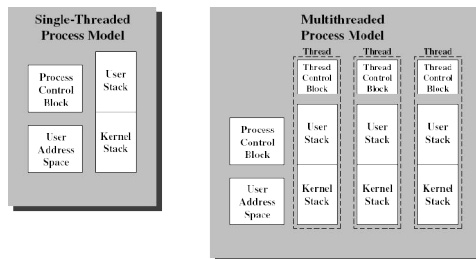 Single-Threaded
Process Model
Process
Control
Block
User
Stack
User
Address
Space
Kernel
Stack
Multithreaded
Process Model
Thread
Thread
Thread
Thread
Control
Block
Thread
Control
Block
Thread
Control
Block
Process
Control
Block
User
Stack
User
Stack
User
Stack
User
Address
Space
Kernel
Stack
Kernel
Stack
Kernel
Stack